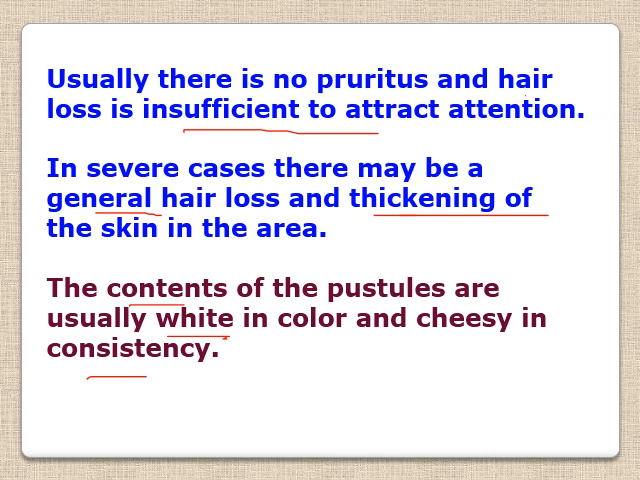 Usually there is no pruritus and hair
loss is insufficient to attract attention.
In severe cases there may be a
general hair loss and thickening of
the skin in the area.
The contents of the pustules are
usually white in color and cheesy in
consistency.